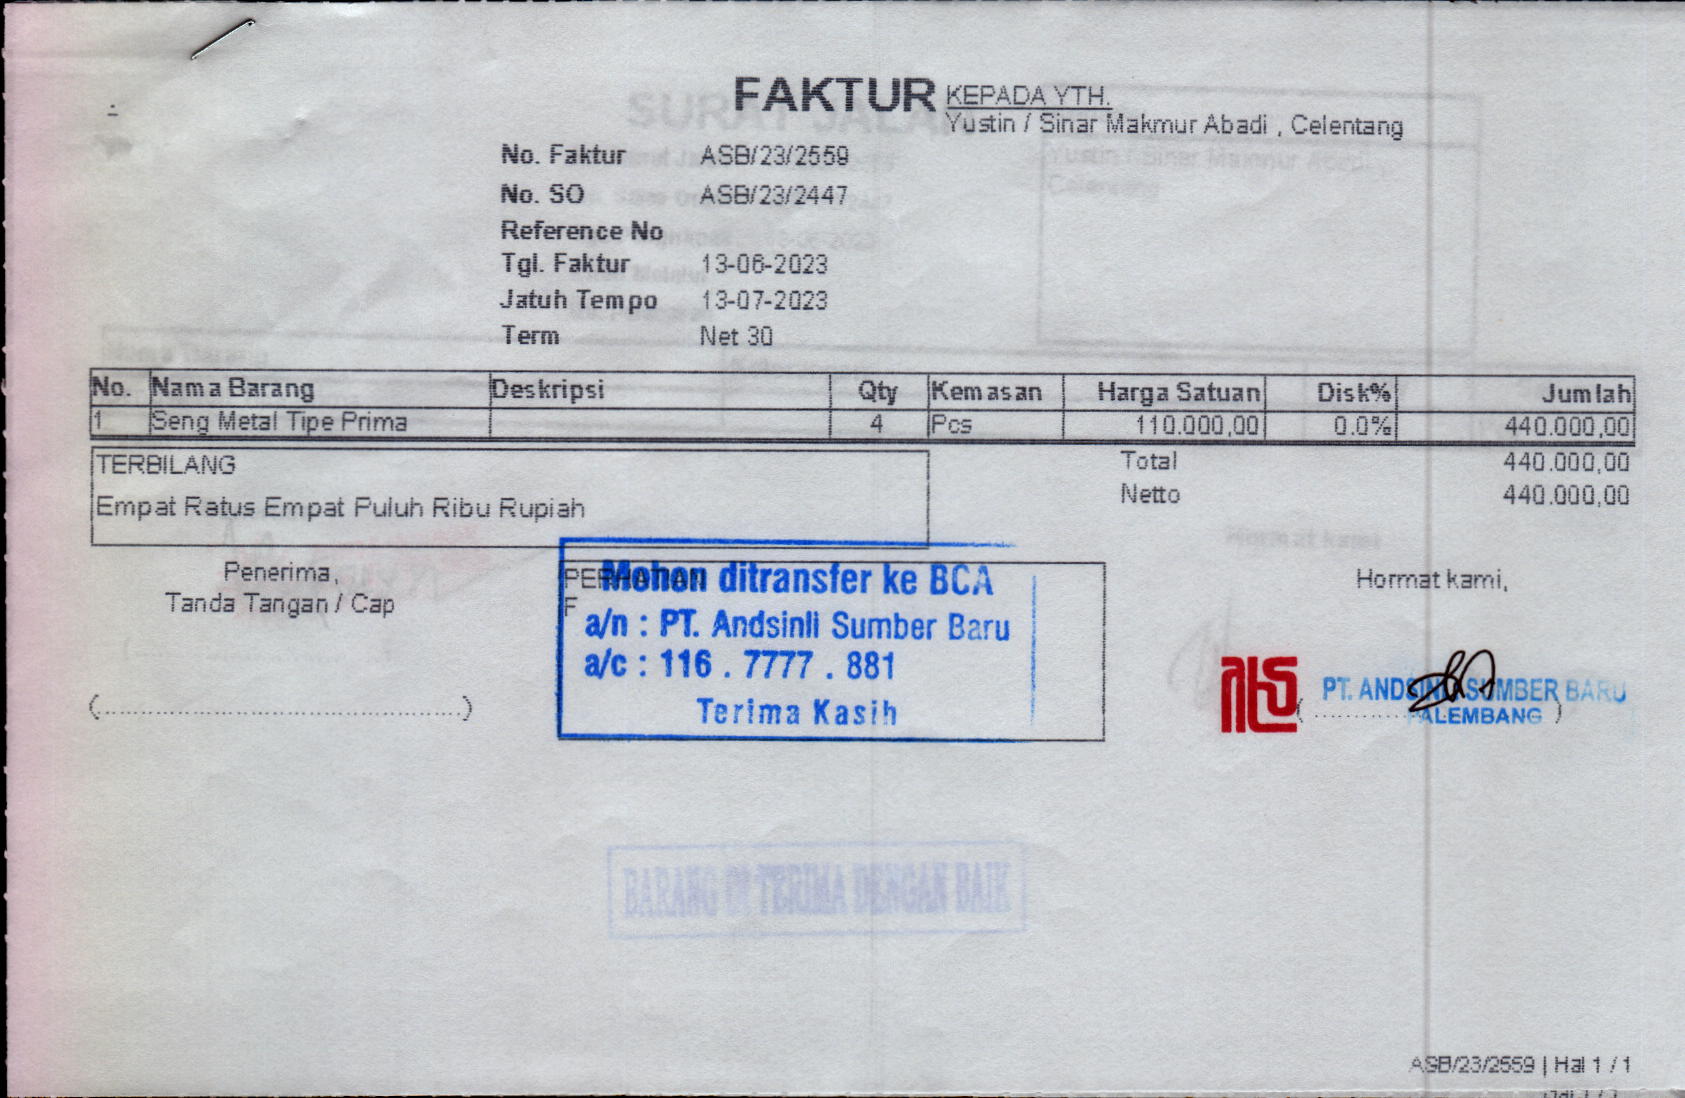 FAKTUR
KEPADA YTH.
Yustin / Sinar Makmur Abadi , Celentang
No. Faktur ASB/23/2559
No. SO ASB/23/2447
Reference No
Tgl. Faktur 13-06-2023
Jatuh Tempo 13-07-2023
Term Net 30
No. Nama Barang Deskripsi Qty Kemasan Harga Satuan Disk% Jumlah
1 Seng Metal Tipe Prima 4 Pcs 110.000,00 0.0% 440.000,00
TERBILANG
Empat Ratus Empat Puluh Ribu Rupiah
Total 440.000,00
Netto 440.000,00
Penerima,
Tanda Tangan / Cap
(......................................................)
PERHATIAN
F
Mohon ditransfer ke BCA
a/n : PT. Andsinli Sumber Baru
a/c : 116 . 7777 . 881
Terima Kasih
Hormat kami,
PT. ANDSINLI SUMBER BARU
PALEMBANG
BARANG DI TERIMA DENGAN BAIK
ASB/23/2559 | Hal 1 / 1